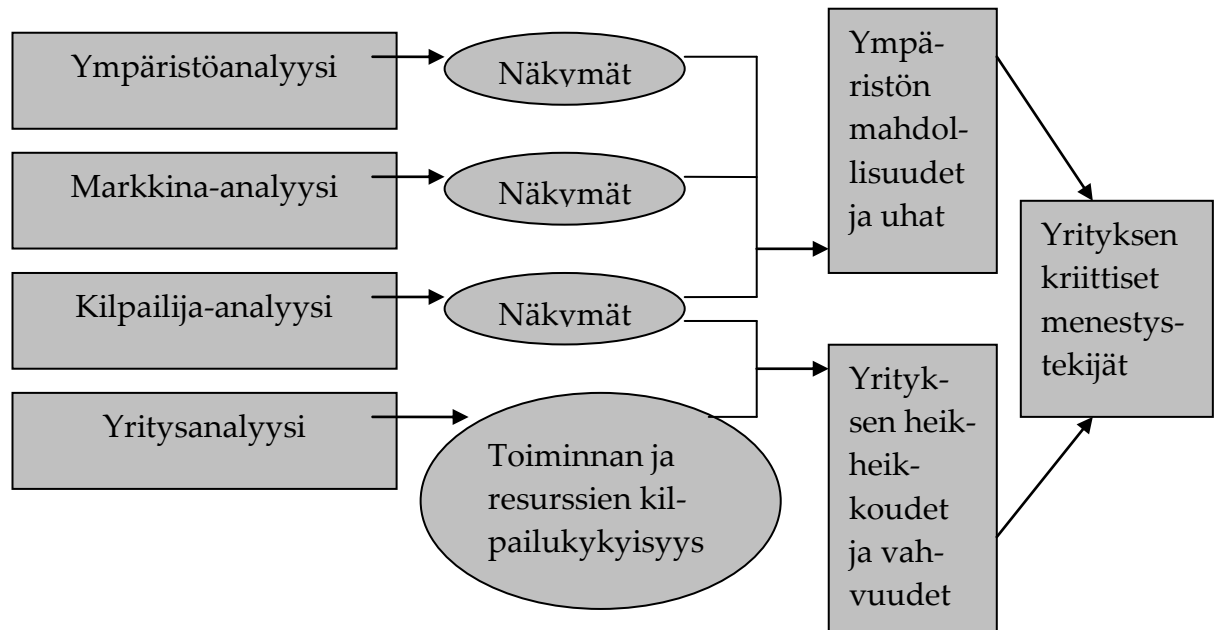 Ympäristöanalyysi
Näkymät
Markkina-analyysi
Näkymät
Kilpailija-analyysi
Näkymät
Yritysanalyysi
Toiminnan ja
resurssien kil-
pailukykyisyys
Ympä-
ristön
mahdol-
lisuudet
ja uhat
Yrityk-
sen heik-
heik-
koudet
ja vah-
vuudet
Yrityksen
kriittiset
menestys-
tekijät